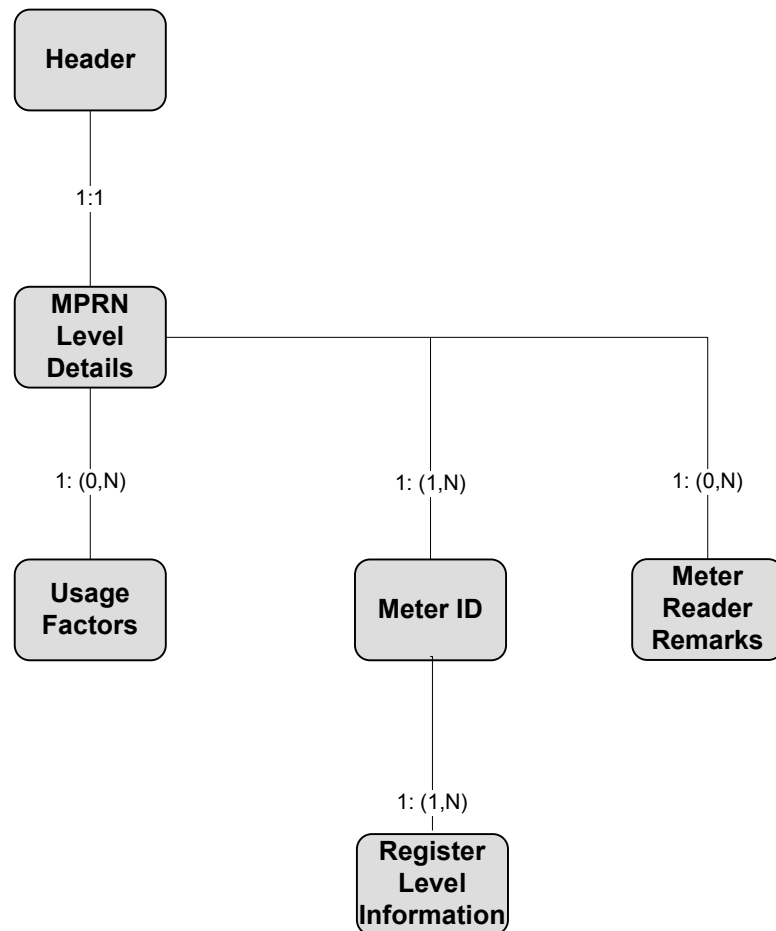 Header
1:1
MPRN
Level
Details
1: (0,N)
1: (1,N)
1: (0,N)
Usage
Factors
Meter ID
Meter
Reader
Remarks
1: (1,N)
Register
Level
Information